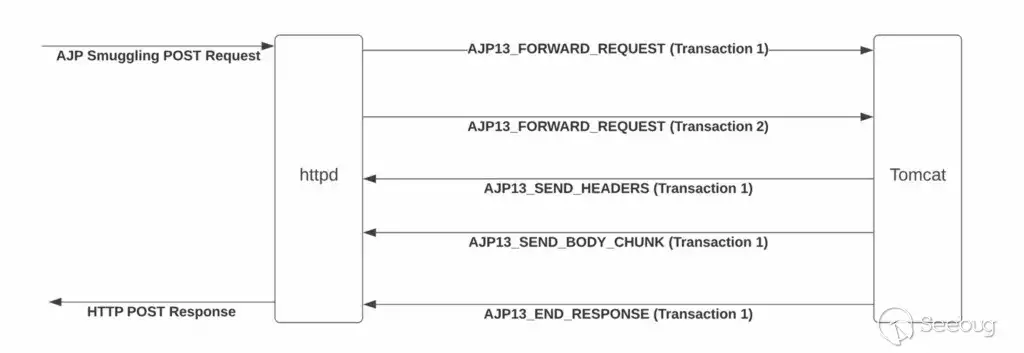 AJP Smuggling POST Request
AJP13_FORWARD_REQUEST (Transaction 1)
AJP13_FORWARD_REQUEST (Transaction 2)
httpd
Tomcat
AJP13_SEND_HEADERS (Transaction 1)
AJP13_SEND_BODY_CHUNK (Transaction 1)
HTTP POST Response
AJP13_END_RESPONSE (Transaction 1)
Seebug